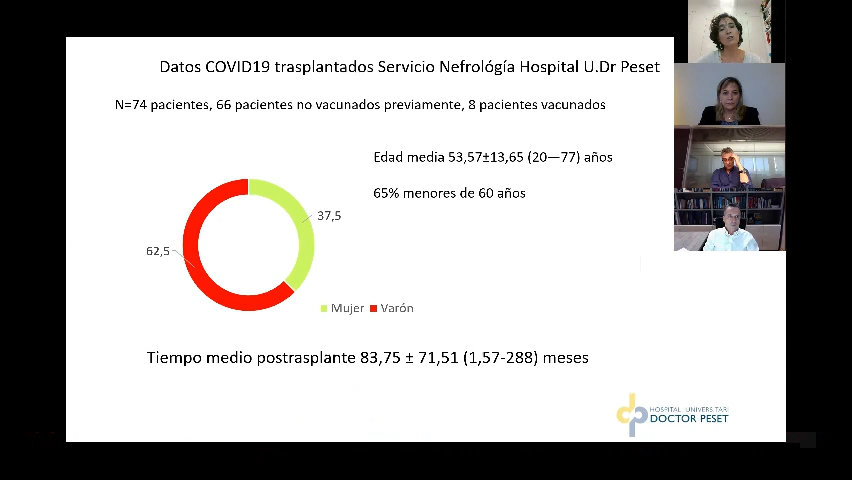 Datos COVID19 trasplantados Servicio Nefrológía Hospital U.Dr Peset
N=74 pacientes, 66 pacientes no vacunados previamente, 8 pacientes vacunados
Edad media 53,57±13,65 (20—77) años
65% menores de 60 años
37,5
62,5
Mujer Varón
Tiempo medio postrasplante 83,75 ± 71,51 (1,57-288) meses
HOSPITAL UNIVERSITARI
DOCTOR PESET